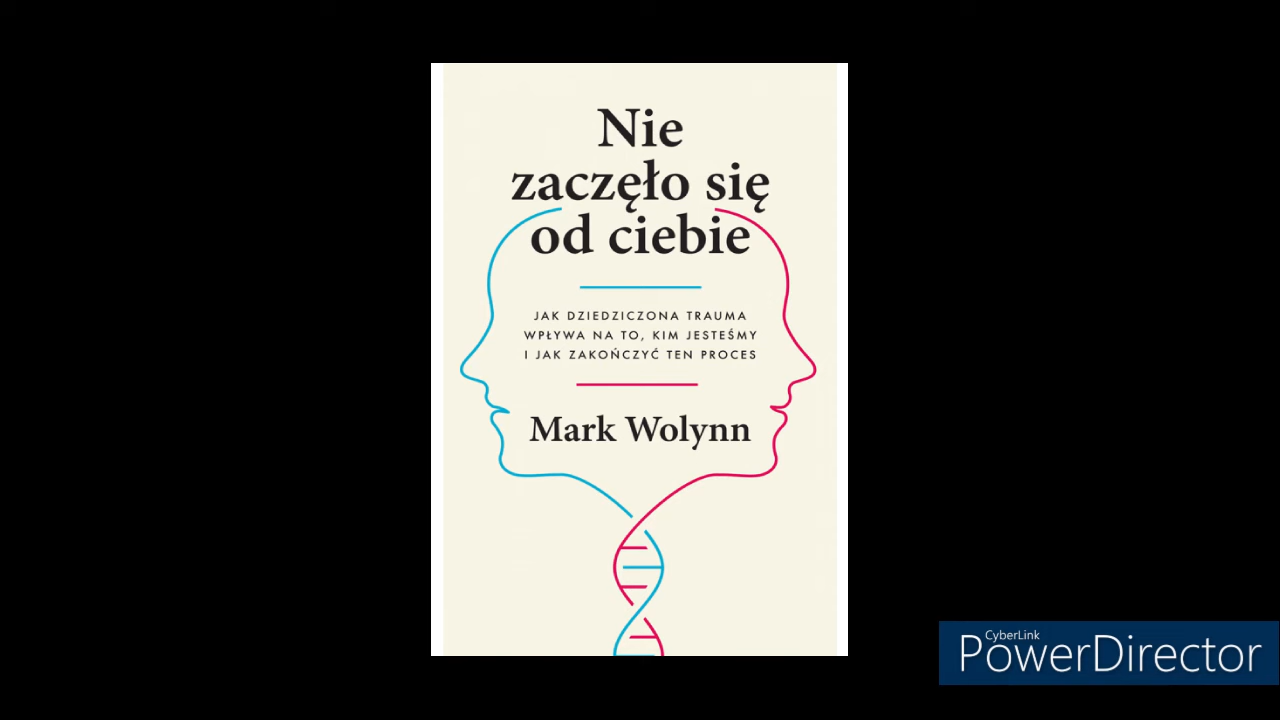 Nie
zaczęło się
od ciebie
JAK DZIEDZICZONA TRAUMA
WPŁYWA NA TO, KIM JESTEŚMY
I JAK ZAKOŃCZYĆ TEN PROCES
Mark Wolynn
CyberLink
PowerDirector